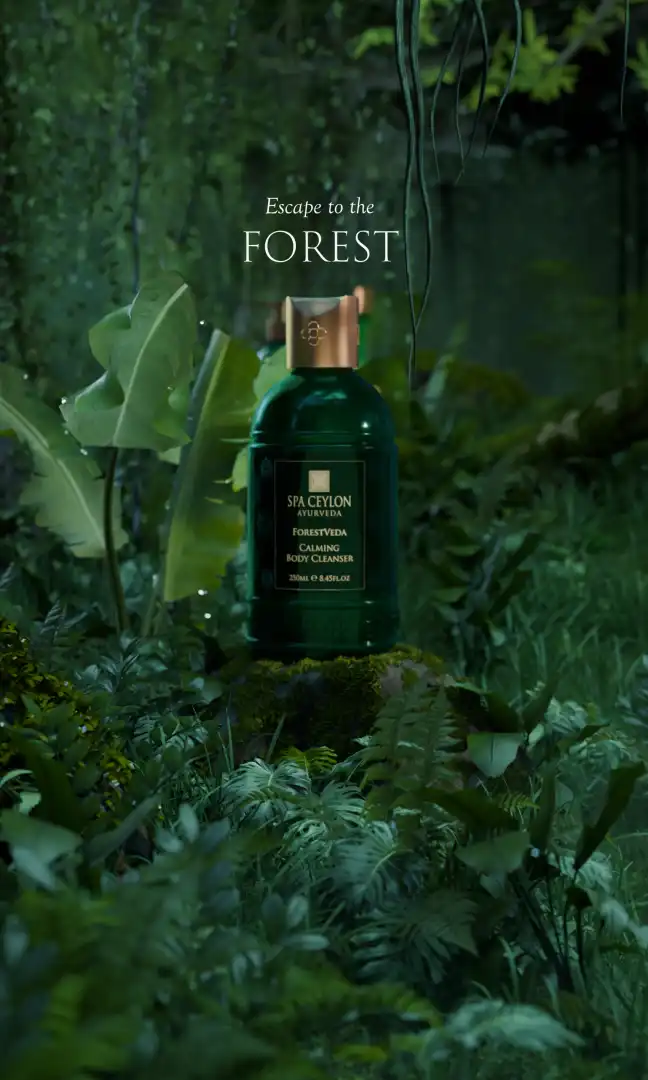 Escape to the
FOREST
SPA CEYLON
AYURVEDA
FORESTVEDA
CALMING
BODY CLEANSER
250ML ℮ 8.45FL.OZ